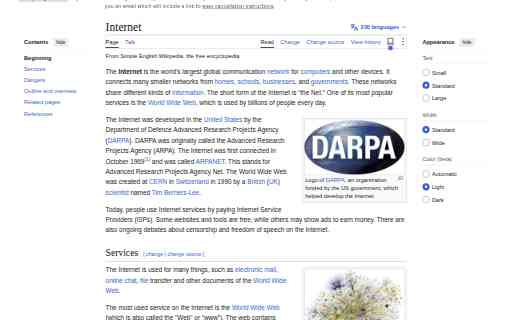 you an email which will include a link to easy cancellation instructions.
Internet
230 languages
Page Talk Read Change Change source View history
From Simple English Wikipedia, the free encyclopedia
The Internet is the world's largest global communication network for computers and other devices. It
connects many smaller networks from homes, schools, businesses, and governments. These networks
share different kinds of information. The short form of the Internet is "the Net." One of its most popular
services is the World Wide Web, which is used by billions of people every day.
The Internet was developed in the United States by the
Department of Defence Advanced Research Projects Agency
(DARPA). DARPA was originally called the Advanced Research
Projects Agency (ARPA). The Internet was first connected in
October 1969[1] and was called ARPANET. This stands for
Advanced Research Projects Agency Net. The World Wide Web
was created at CERN in Switzerland in 1990 by a British (UK)
scientist named Tim Berners-Lee.
DARPA
Logo of DARPA, an organization
funded by the US government, which
helped develop the Internet.
Today, people use Internet services by paying Internet Service
Providers (ISPs). Some websites and tools are free, while others may show ads to earn money. There are
also ongoing debates about censorship and freedom of speech on the Internet.
Services [ change | change source ]
The Internet is used for many things, such as electronic mail,
online chat, file transfer and other documents of the World Wide
Web.
The most used service on the Internet is the World Wide Web
(which is also called the "Web" or "www"). The web contains
Contents hide
Beginning
Services
Dangers
Outline and overviews
Related pages
References
Appearance hide
Text
Small
Standard
Large
Width
Standard
Wide
Color (beta)
Automatic
Light
Dark